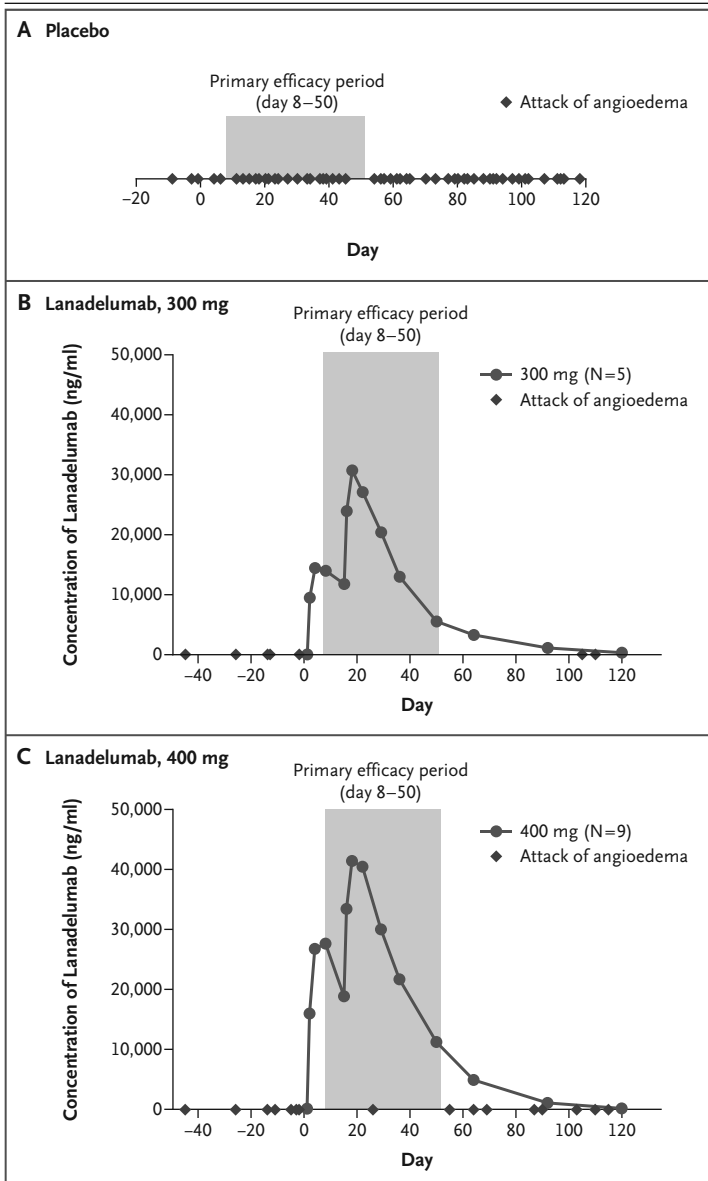 A Placebo
Primary efficacy period
(day 8–50)
Attack of angioedema
−20 0 20 40 60 80 100 120
Day
B Lanadelumab, 300 mg
Primary efficacy period
(day 8–50)
Concentration of Lanadelumab (ng/ml)
50,000
40,000
30,000
20,000
10,000
0
300 mg (N=5)
Attack of angioedema
−40 −20 0 20 40 60 80 100 120
Day
C Lanadelumab, 400 mg
Primary efficacy period
(day 8–50)
Concentration of Lanadelumab (ng/ml)
50,000
40,000
30,000
20,000
10,000
0
400 mg (N=9)
Attack of angioedema
−40 −20 0 20 40 60 80 100 120
Day